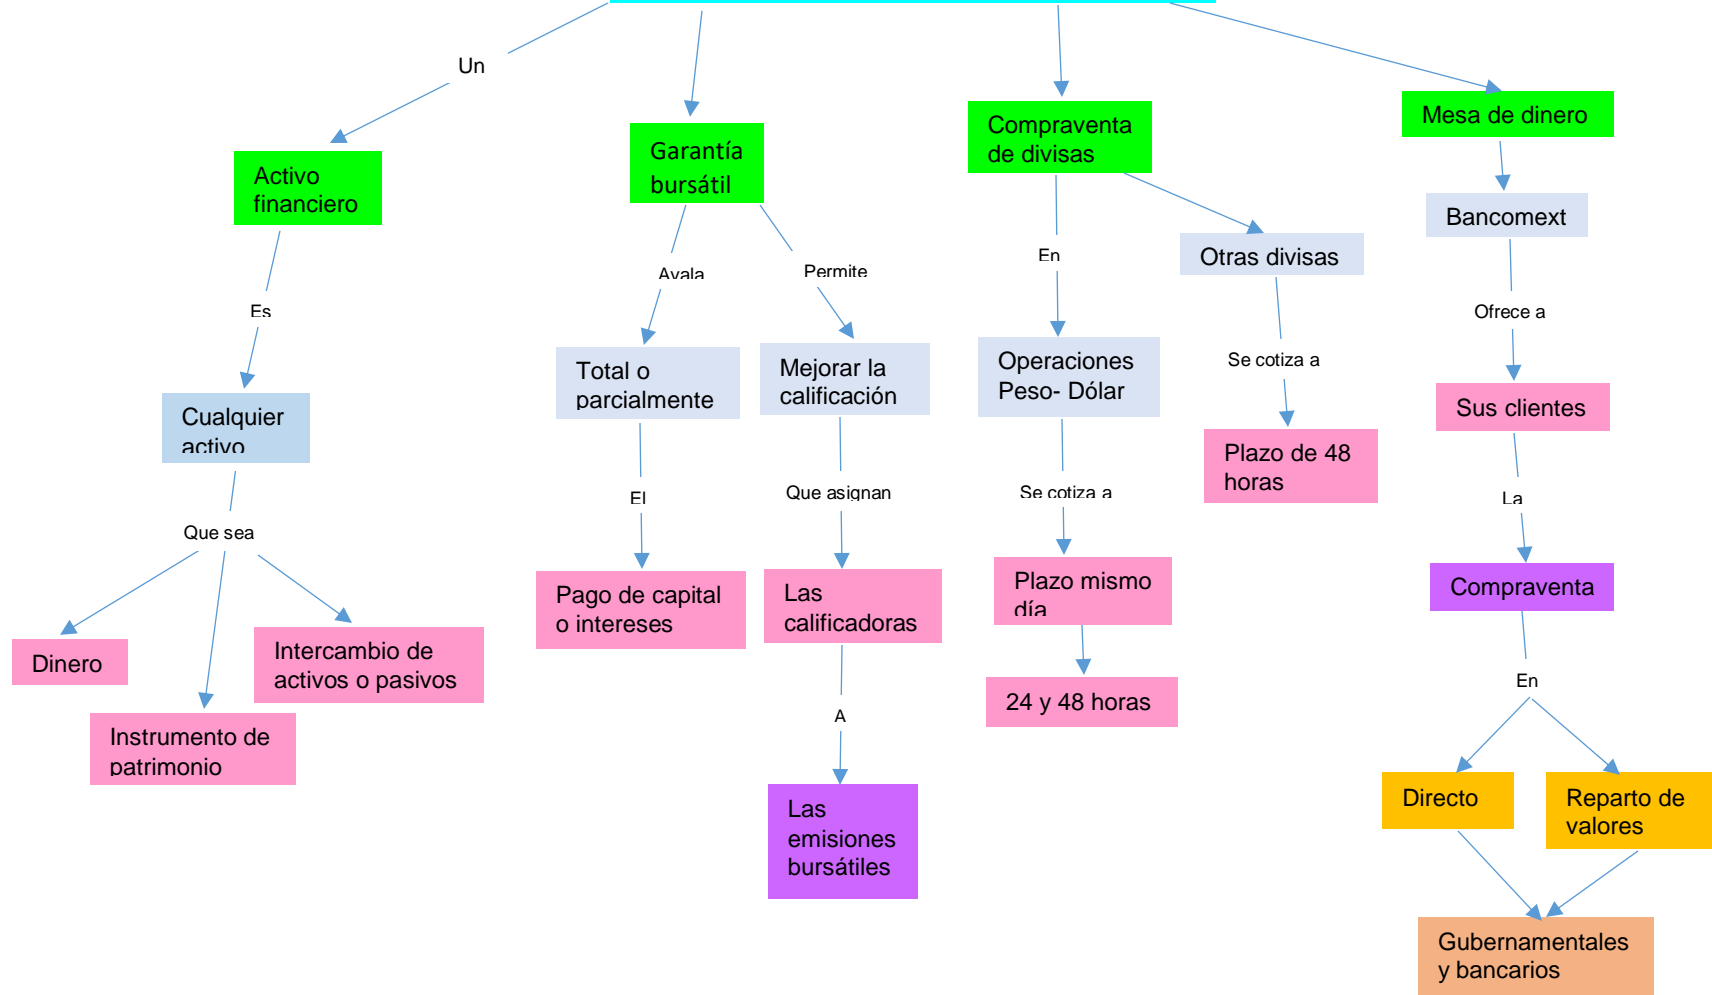 Un
Activo
financiero
Es
Cualquier
activo
Que sea
Dinero
Instrumento de
patrimonio
Intercambio de
activos o pasivos
Garantía
bursátil
Avala
Total o
parcialmente
El
Pago de capital
o intereses
Permite
Mejorar la
calificación
Que asignan
Las
calificadoras
A
Las
emisiones
bursátiles
Compraventa
de divisas
En
Operaciones
Peso- Dólar
Se cotiza a
Plazo mismo
día
24 y 48 horas
Otras divisas
Se cotiza a
Plazo de 48
horas
Mesa de dinero
Bancomext
Ofrece a
Sus clientes
La
Compraventa
En
Directo
Reparto de
valores
Gubernamentales
y bancarios